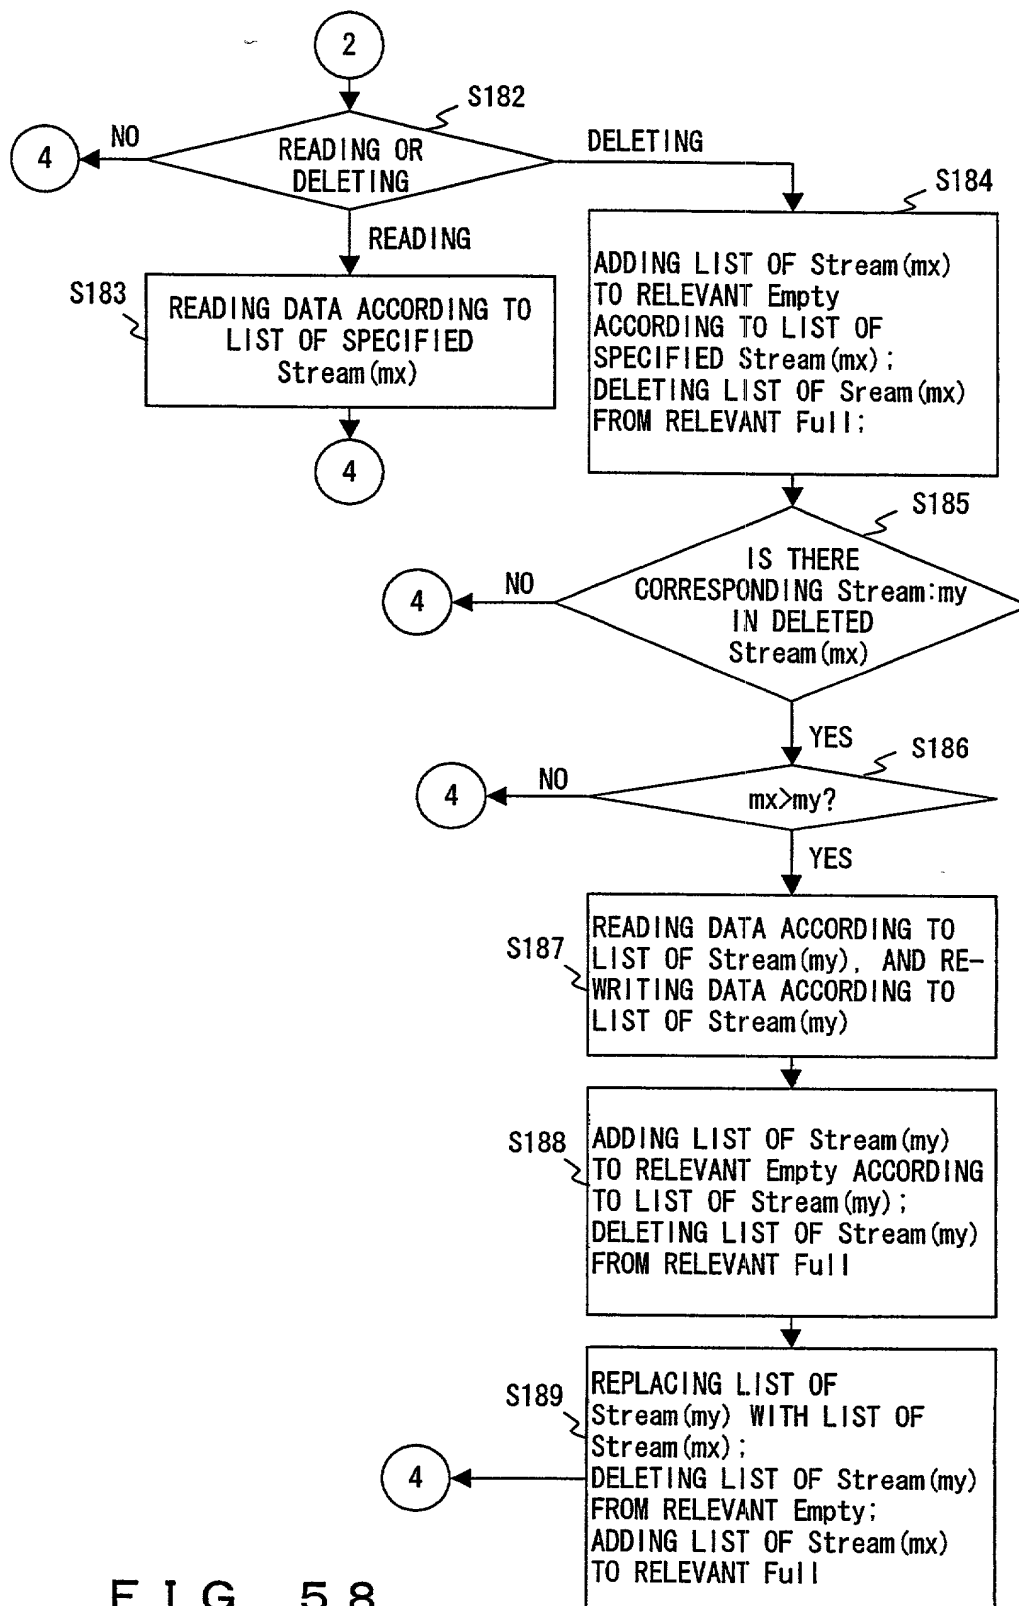 2
S182
NO
4
READING OR
DELETING
DELETING
READING
S184
S183
READING DATA ACCORDING TO
LIST OF SPECIFIED
Stream(mx)
4
ADDING LIST OF Stream(mx)
TO RELEVANT Empty
ACCORDING TO LIST OF
SPECIFIED Stream(mx);
DELETING LIST OF Sream(mx)
FROM RELEVANT Full;
S185
IS THERE
CORRESPONDING Stream:my
IN DELETED
Stream(mx)
NO
4
YES
S186
mx>my?
NO
4
YES
S187
READING DATA ACCORDING TO
LIST OF Stream(my), AND RE-
WRITING DATA ACCORDING TO
LIST OF Stream(my)
S188
ADDING LIST OF Stream(my)
TO RELEVANT Empty ACCORDING
TO LIST OF Stream(my);
DELETING LIST OF Stream(my)
FROM RELEVANT Full
S189
REPLACING LIST OF
Stream(my) WITH LIST OF
Stream(mx);
DELETING LIST OF Stream(my)
FROM RELEVANT Empty;
ADDING LIST OF Stream(mx)
TO RELEVANT Full
4
FIG. 58